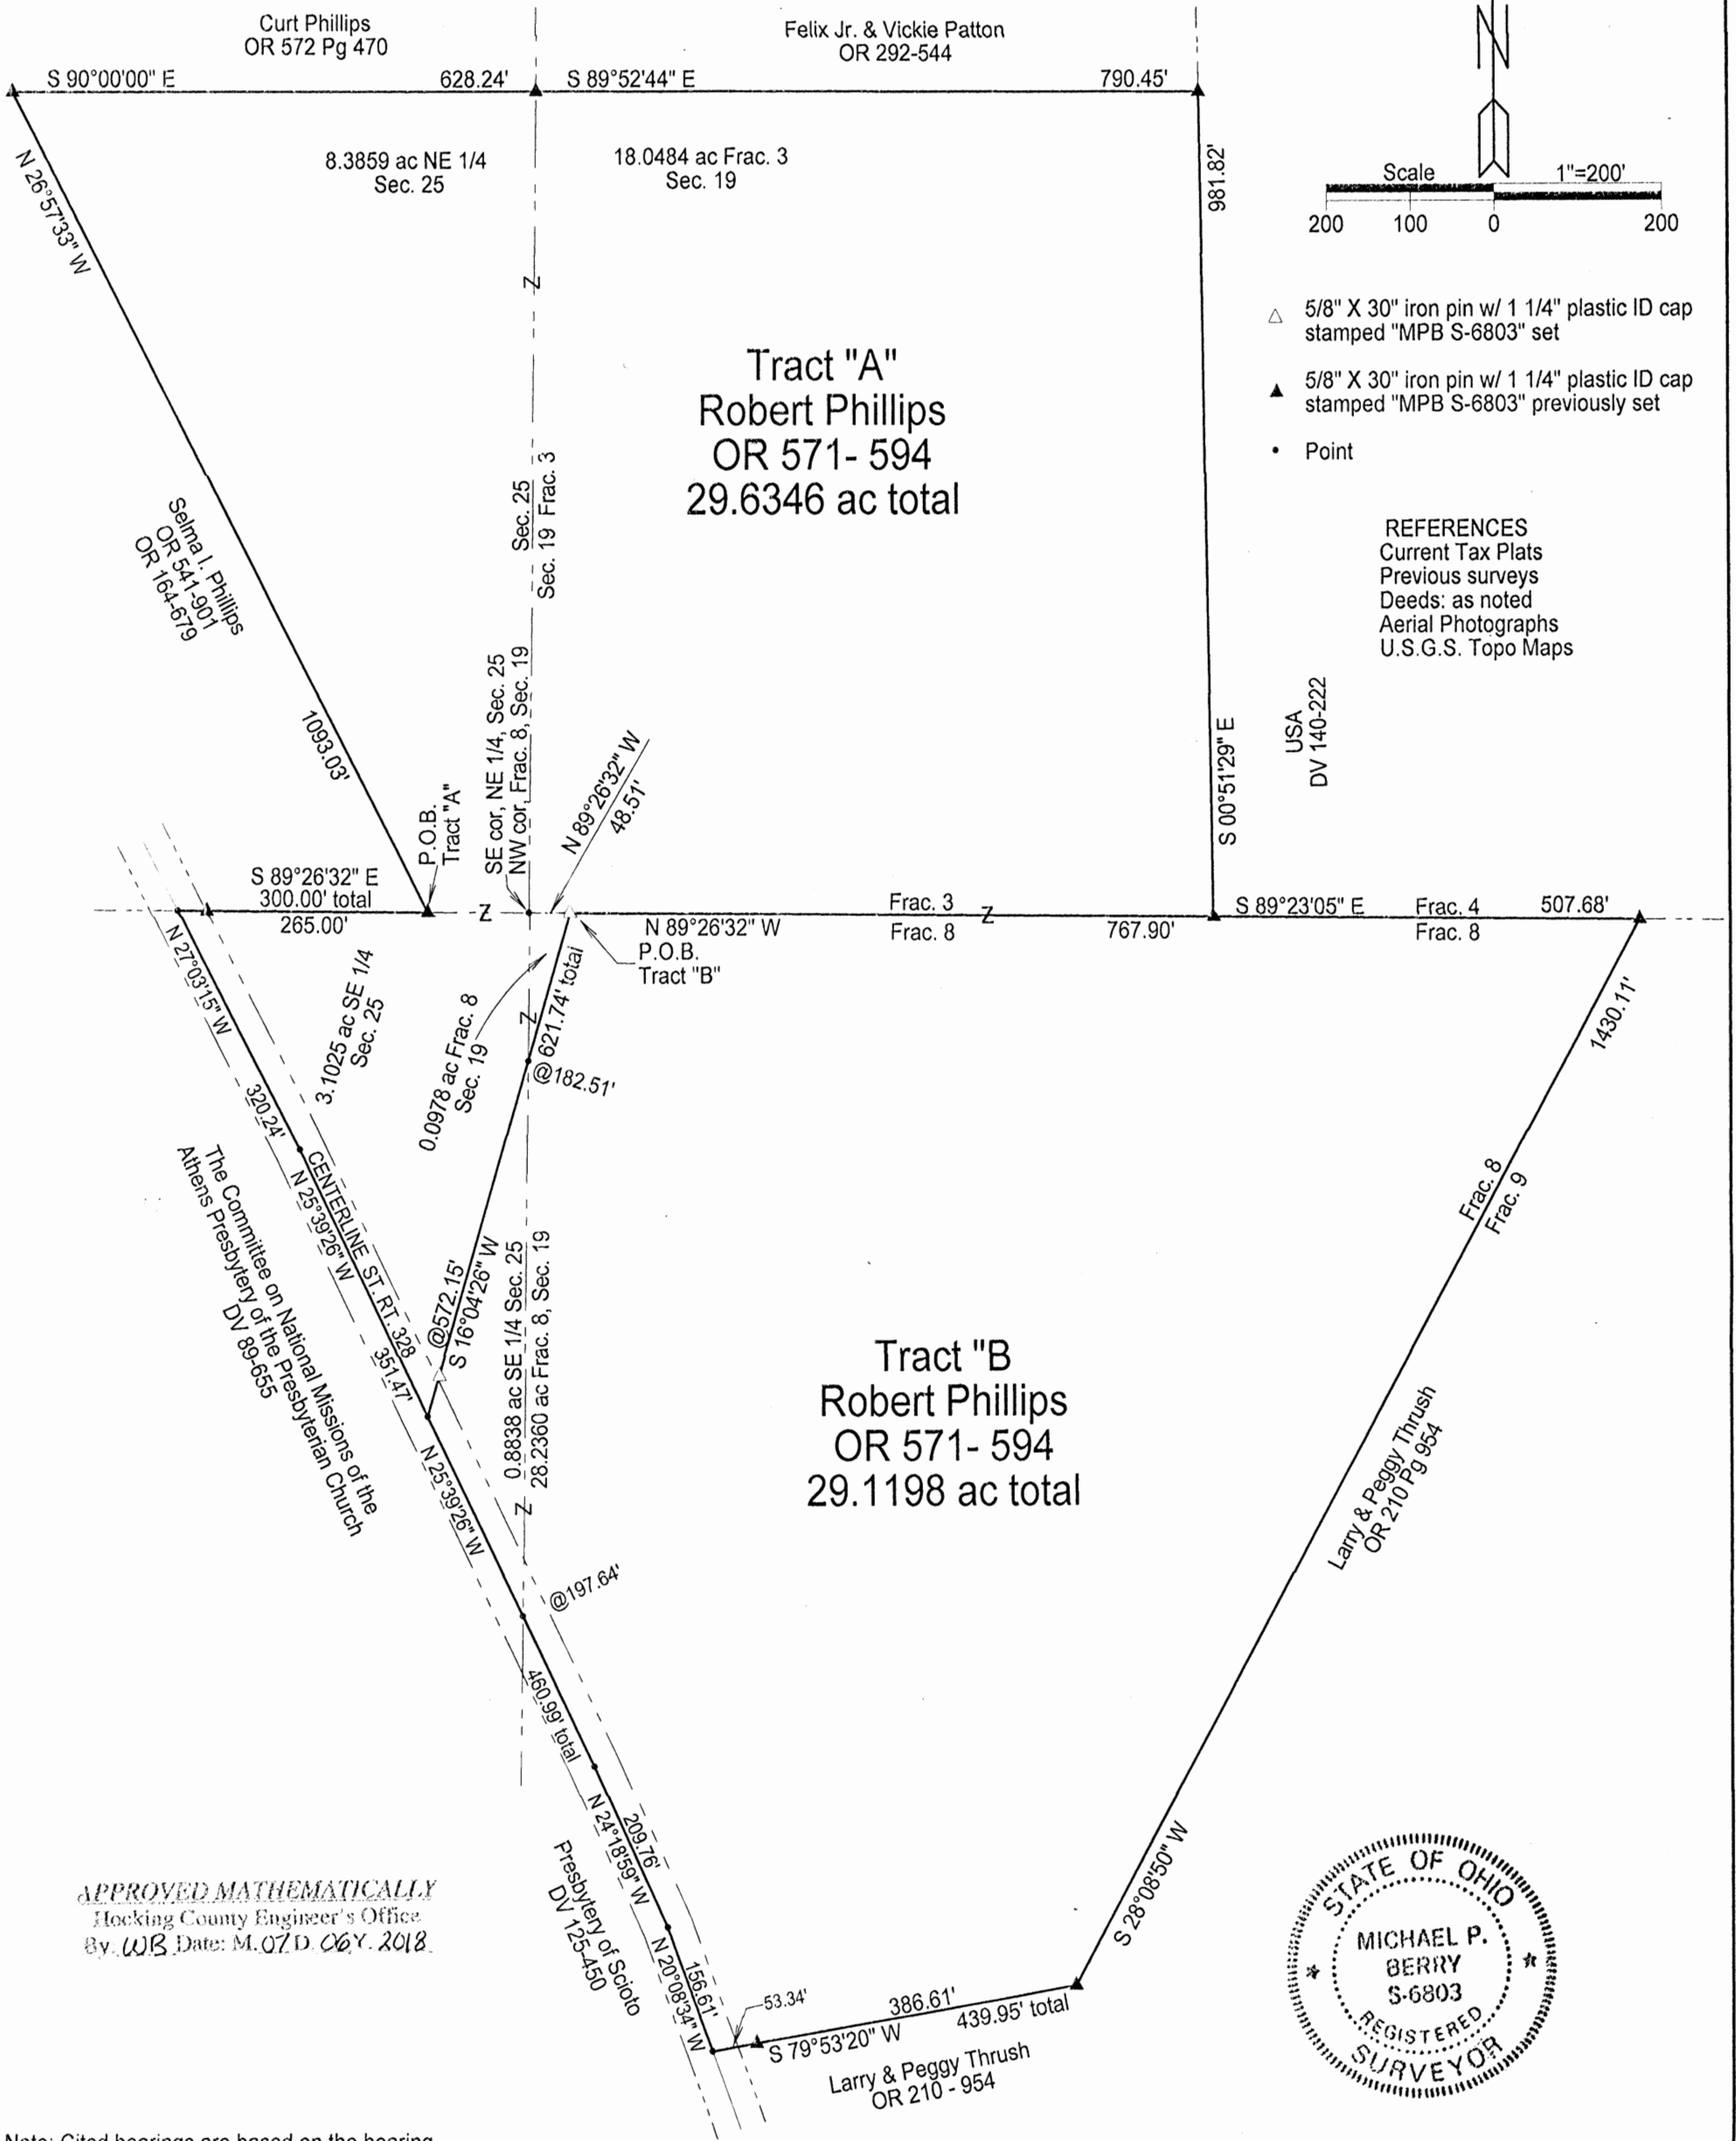 Curt Phillips
OR 572 Pg 470
Felix Jr. & Vickie Patton
OR 292-544
N
S 90°00'00" E
628.24'
S 89°52'44" E
790.45'
8.3859 ac NE 1/4
Sec. 25
18.0484 ac Frac. 3
Sec. 19
N 26°57'33" W
981.82'
Scale 1"=200'
200 100 0 200
Z
5/8" X 30" iron pin w/ 1 1/4" plastic ID cap
stamped "MPB S-6803" set
5/8" X 30" iron pin w/ 1 1/4" plastic ID cap
stamped "MPB S-6803" previously set
Point
Tract "A"
Robert Phillips
OR 571- 594
29.6346 ac total
Sec. 25
Sec. 19 Frac. 3
REFERENCES
Current Tax Plats
Previous surveys
Deeds: as noted
Aerial Photographs
U.S.G.S. Topo Maps
Selma I. Phillips
OR 541-901
OR 164-679
1093.03'
USA
DV 140-222
S 00°51'29" E
P.O.B.
Tract "A"
SE cor, NE 1/4, Sec. 25
NW cor, Frac. 8, Sec. 19
N 89°26'32" W
48.51'
S 89°26'32" E
300.00' total
265.00'
Z
Frac. 3
Z
Frac. 8
N 89°26'32" W
767.90'
P.O.B.
Tract "B"
S 89°23'05" E
Frac. 4
Frac. 8
507.68'
N 27°03'15" W
320.24'
3.1025 ac SE 1/4
Sec. 25
0.0978 ac Frac. 8
Sec. 19
Z
@ 621.74' total
@182.51'
1430.11'
Frac. 8
Frac. 9
CENTERLINE ST. RT. 328
N 25°39'26" W
351.47'
The Committee on National Missions of the
Athens Presbytery of the Presbyterian Church
DV 89-655
@572.15'
S 16°04'26" W
0.8838 ac SE 1/4 Sec. 25
28.2360 ac Frac. 8, Sec. 19
Z
Tract "B
Robert Phillips
OR 571- 594
29.1198 ac total
Larry & Peggy Thrush
OR 210 Pg 954
N 25°39'26" W
@197.64'
460.99' total
N 24°18'59" W
209.76'
Presbytery of Scioto
DV 125-450
N 20°08'34" W
156.61'
53.34'
386.61'
S 79°53'20" W
439.95' total
Larry & Peggy Thrush
OR 210 - 954
S 28°08'50" W
APPROVED MATHEMATICALLY
Hocking County Engineer's Office
By. WB Date: M.07 D.06 Y.2018
STATE OF OHIO
MICHAEL P.
BERRY
S-6803
REGISTERED
SURVEYOR
Note: Cited bearings are based on the bearing